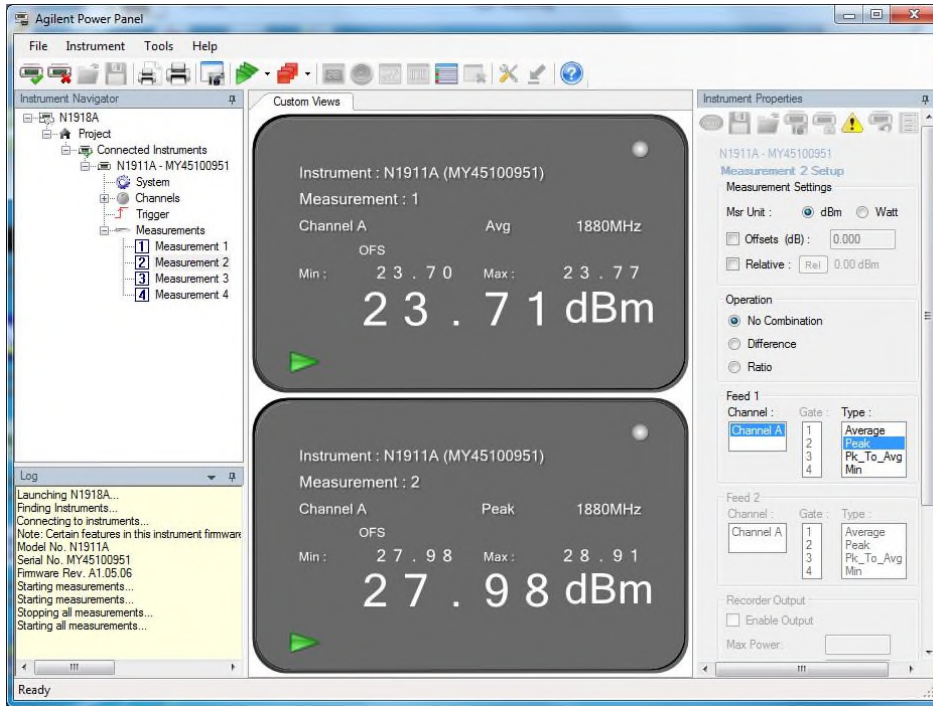 Agilent Power Panel
File Instrument Tools Help
Instrument Navigator
N1918A
Project
Connected Instruments
N1911A - MY45100951
System
Channels
Trigger
Measurements
1 Measurement 1
2 Measurement 2
3 Measurement 3
4 Measurement 4
Log
Launching N1918A...
Finding Instruments...
Connecting to instruments...
Note: Certain features in this instrument firmware
Model No. N1911A
Serial No. MY45100951
Firmware Rev. A1.05.06
Starting measurements...
Starting measurements...
Stopping all measurements...
Starting all measurements...
Custom Views
Instrument : N1911A (MY45100951)
Measurement : 1
Channel A Avg 1880MHz
OFS
Min : 23.70 Max : 23.77
23.71 dBm
Instrument : N1911A (MY45100951)
Measurement : 2
Channel A Peak 1880MHz
OFS
Min : 27.98 Max : 28.91
27.98 dBm
Instrument Properties
N1911A - MY45100951
Measurement 2 Setup
Measurement Settings
Msr Unit : dBm Watt
Offsets (dB) : 0.000
Relative : Rel 0.00 dBm
Operation
No Combination
Difference
Ratio
Feed 1
Channel : Gate : Type :
Channel A 1 Average
2 Peak
3 Pk_To_Avg
4 Min
Feed 2
Channel : Gate : Type :
Channel A 1 Average
2 Peak
3 Pk_To_Avg
4 Min
Recorder Output
Enable Output
Max Power:
Ready